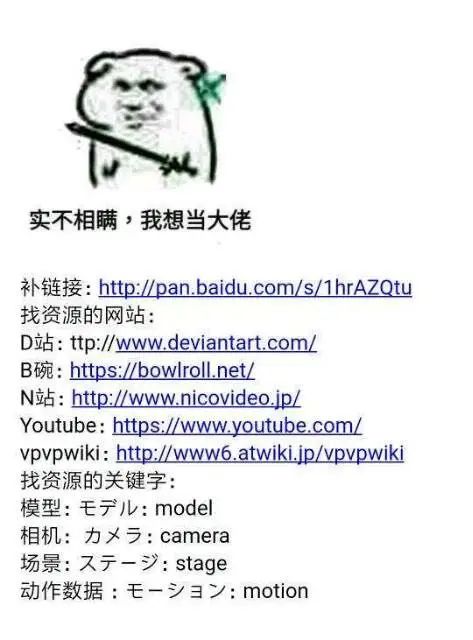 实不相瞒，我想当大佬
补链接: http://pan.baidu.com/s/1hrAZQtu
找资源的网站:
D站: ttp://www.deviantart.com/
B碗: https://bowlroll.net/
N站: http://www.nicovideo.jp/
Youtube: https://www.youtube.com/
vpvpwiki: http://www6.atwiki.jp/vpvpwiki
找资源的关键字:
模型: モデル: model
相机: カメラ: camera
场景: ステージ: stage
动作数据 : モーション: motion